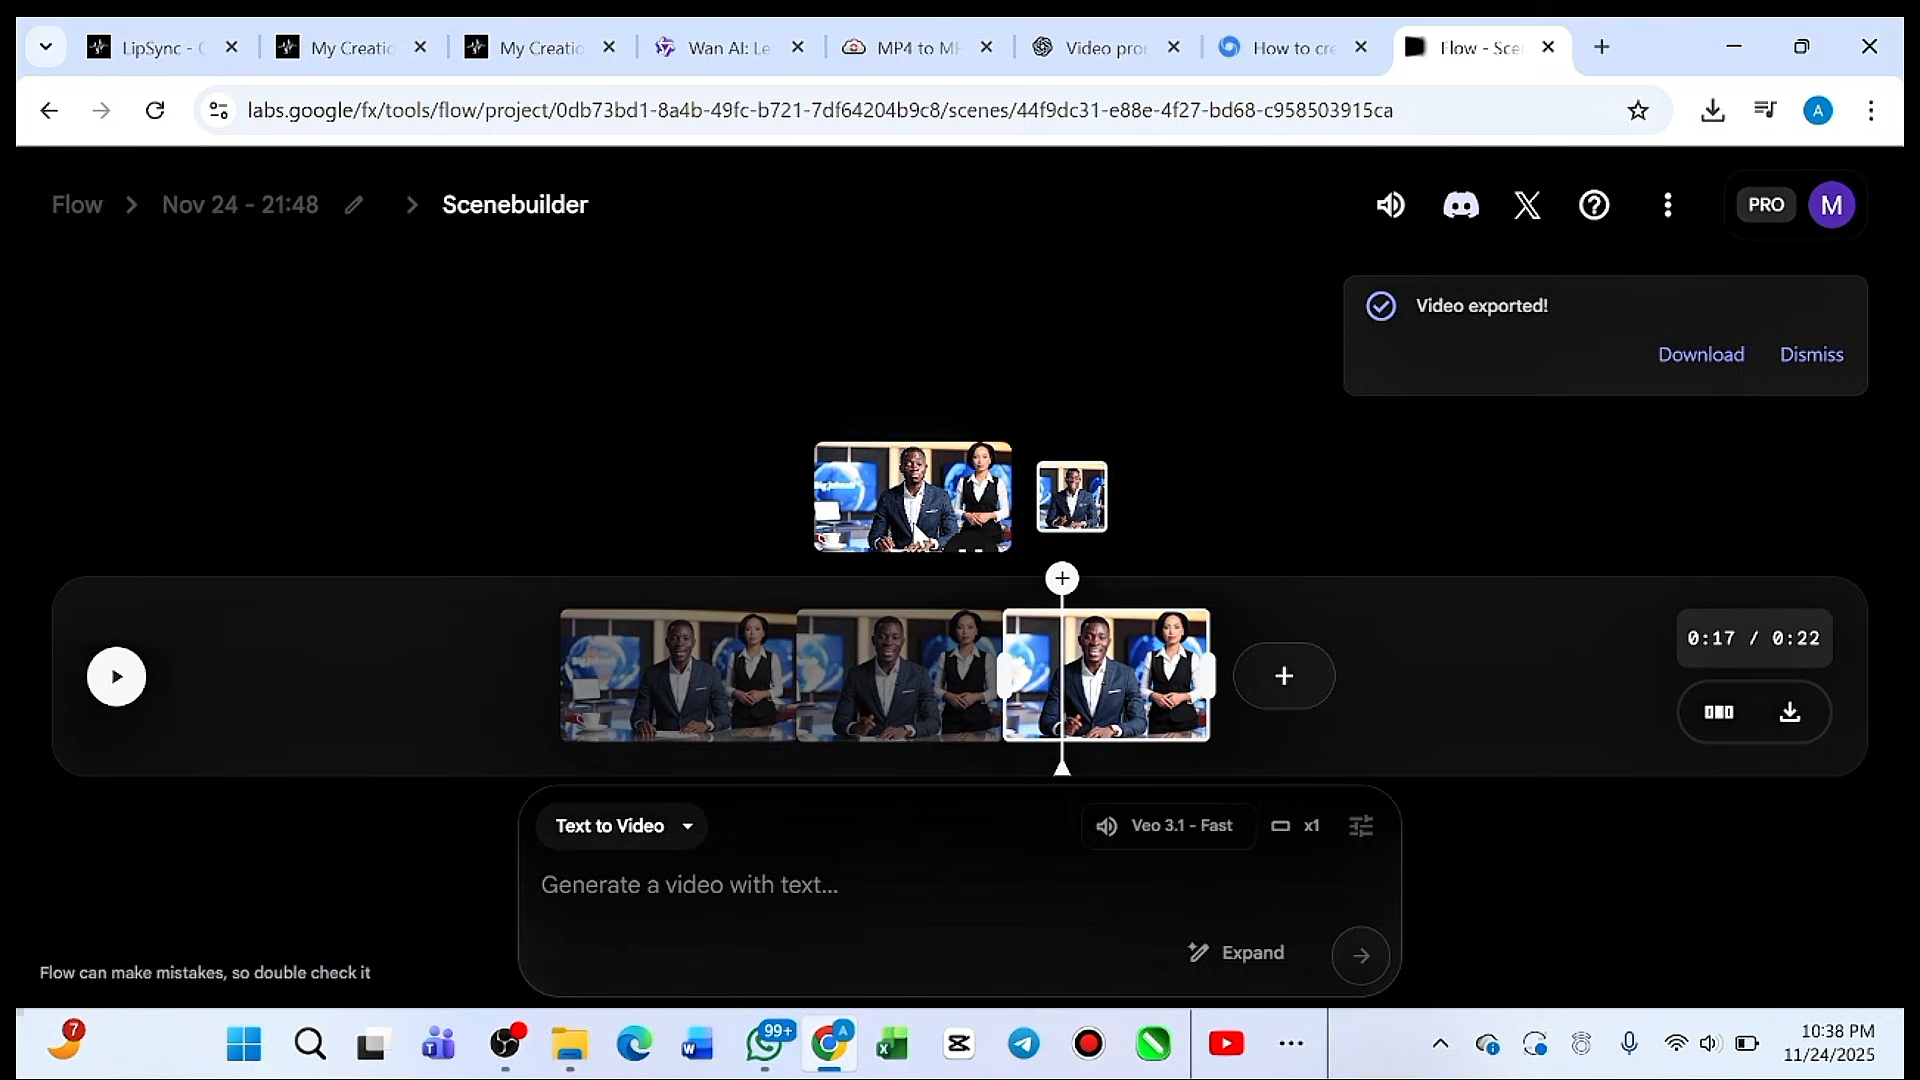 LipSync - 
My Creatio
My Creatio
Wan AI: Le
MP4 to M
Video pror
How to cre
Flow - Sce
labs.google/fx/tools/flow/project/0db73bd1-8a4b-49fc-b721-7df64204b9c8/scenes/44f9dc31-e88e-4f27-bd68-c958503915ca
A
Flow
Nov 24 - 21:48
Scenebuilder
PRO
M
Video exported!
Download
Dismiss
0:17 / 0:22
Text to Video
Veo 3.1 - Fast
x1
Generate a video with text...
Expand
Flow can make mistakes, so double check it
7
99+
A
10:38 PM
11/24/2025